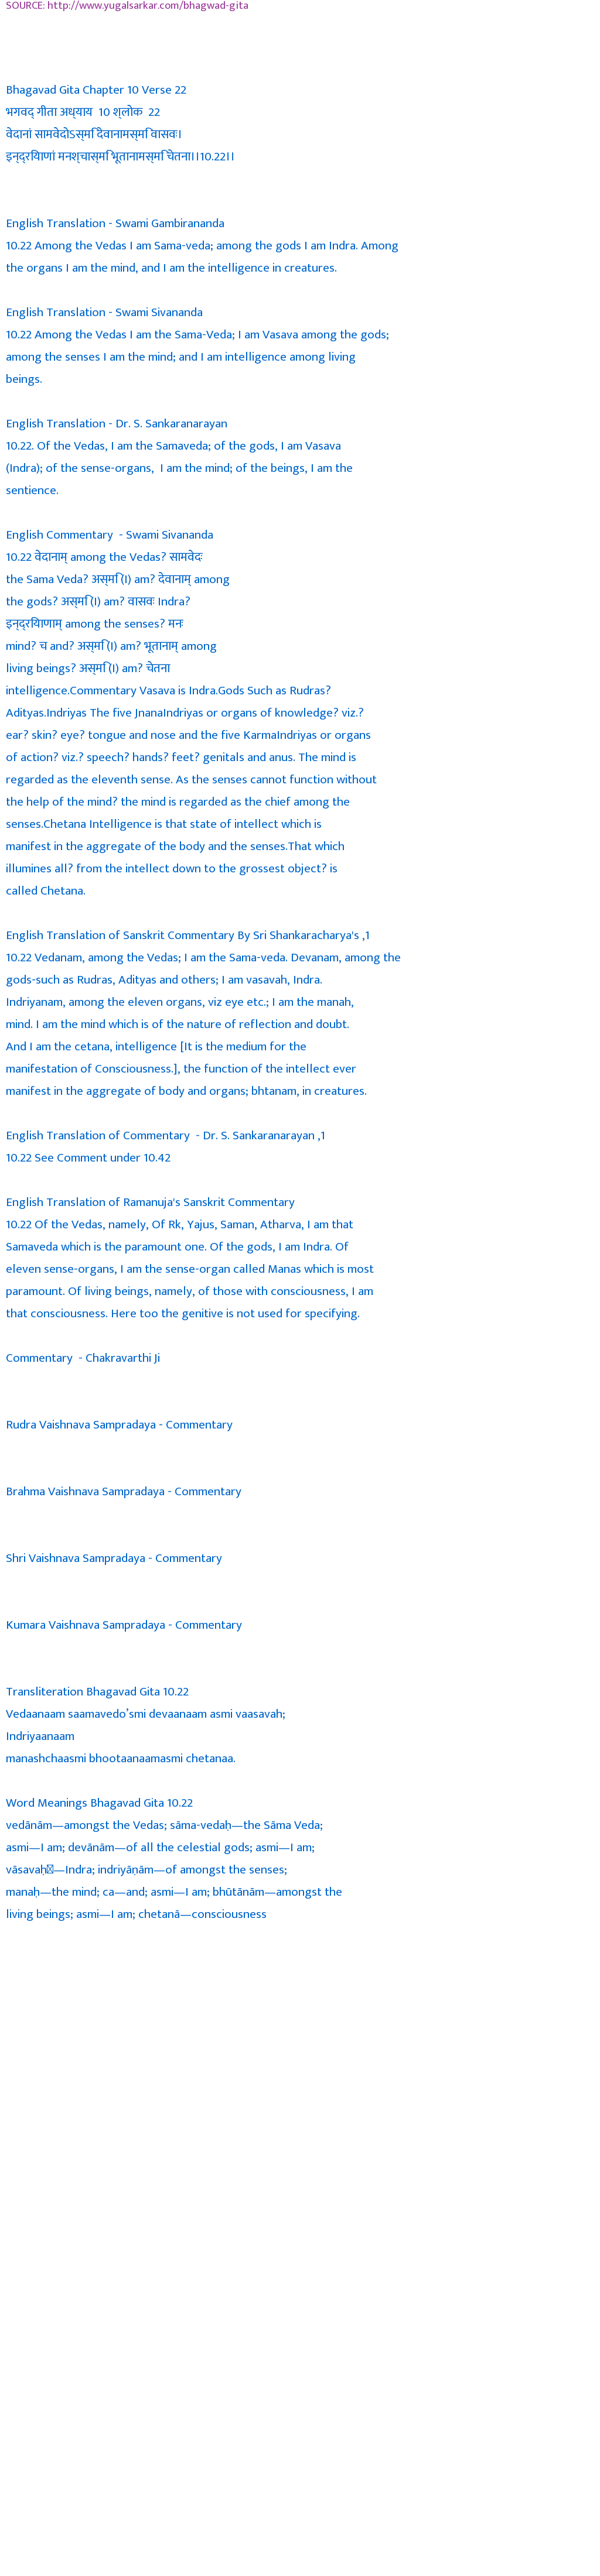 SOURCE: http://www.yugalsarkar.com/bhagwad-gita
Bhagavad Gita Chapter 10 Verse 22
भगवद् गीता अध्याय 10 श्लोक 22
वेदानां सामवेदोऽस्मि देवानामस्मि वासवः।
इन्द्रियाणां मनश्चास्मि भूतानामस्मि चेतना।।10.22।।
English Translation - Swami Gambirananda
10.22 Among the Vedas I am Sama-veda; among the gods I am Indra. Among
the organs I am the mind, and I am the intelligence in creatures.
English Translation - Swami Sivananda
10.22 Among the Vedas I am the Sama-Veda; I am Vasava among the gods;
among the senses I am the mind; and I am intelligence among living
beings.
English Translation - Dr. S. Sankaranarayan
10.22. Of the Vedas, I am the Samaveda; of the gods, I am Vasava
(Indra); of the sense-organs, I am the mind; of the beings, I am the
sentience.
English Commentary - Swami Sivananda
10.22 वेदानाम् among the Vedas? सामवेदः
the Sama Veda? अस्मि (I) am? देवानाम् among
the gods? अस्मि (I) am? वासवः Indra?
इन्द्रियाणाम् among the senses? मनः
mind? च and? अस्मि (I) am? भूतानाम् among
living beings? अस्मि (I) am? चेतना
intelligence.Commentary Vasava is Indra.Gods Such as Rudras?
Adityas.Indriyas The five JnanaIndriyas or organs of knowledge? viz.?
ear? skin? eye? tongue and nose and the five KarmaIndriyas or organs
of action? viz.? speech? hands? feet? genitals and anus. The mind is
regarded as the eleventh sense. As the senses cannot function without
the help of the mind? the mind is regarded as the chief among the
senses.Chetana Intelligence is that state of intellect which is
manifest in the aggregate of the body and the senses.That which
illumines all? from the intellect down to the grossest object? is
called Chetana.
English Translation of Sanskrit Commentary By Sri Shankaracharya's ,1
10.22 Vedanam, among the Vedas; I am the Sama-veda. Devanam, among the
gods-such as Rudras, Adityas and others; I am vasavah, Indra.
Indriyanam, among the eleven organs, viz eye etc.; I am the manah,
mind. I am the mind which is of the nature of reflection and doubt.
And I am the cetana, intelligence [It is the medium for the
manifestation of Consciousness.], the function of the intellect ever
manifest in the aggregate of body and organs; bhtanam, in creatures.
English Translation of Commentary - Dr. S. Sankaranarayan ,1
10.22 See Comment under 10.42
English Translation of Ramanuja's Sanskrit Commentary
10.22 Of the Vedas, namely, Of Rk, Yajus, Saman, Atharva, I am that
Samaveda which is the paramount one. Of the gods, I am Indra. Of
eleven sense-organs, I am the sense-organ called Manas which is most
paramount. Of living beings, namely, of those with consciousness, I am
that consciousness. Here too the genitive is not used for specifying.
Commentary - Chakravarthi Ji
Rudra Vaishnava Sampradaya - Commentary
Brahma Vaishnava Sampradaya - Commentary
Shri Vaishnava Sampradaya - Commentary
Kumara Vaishnava Sampradaya - Commentary
Transliteration Bhagavad Gita 10.22
Vedaanaam saamavedo’smi devaanaam asmi vaasavah;
Indriyaanaam
manashchaasmi bhootaanaamasmi chetanaa.
Word Meanings Bhagavad Gita 10.22
vedānām—amongst the Vedas; sāma-vedaḥ—the Sāma Veda;
asmi—I am; devānām—of all the celestial gods; asmi—I am;
vāsavaḥ—Indra; indriyāṇām—of amongst the senses;
manaḥ—the mind; ca—and; asmi—I am; bhūtānām—amongst the
living beings; asmi—I am; chetanā—consciousness